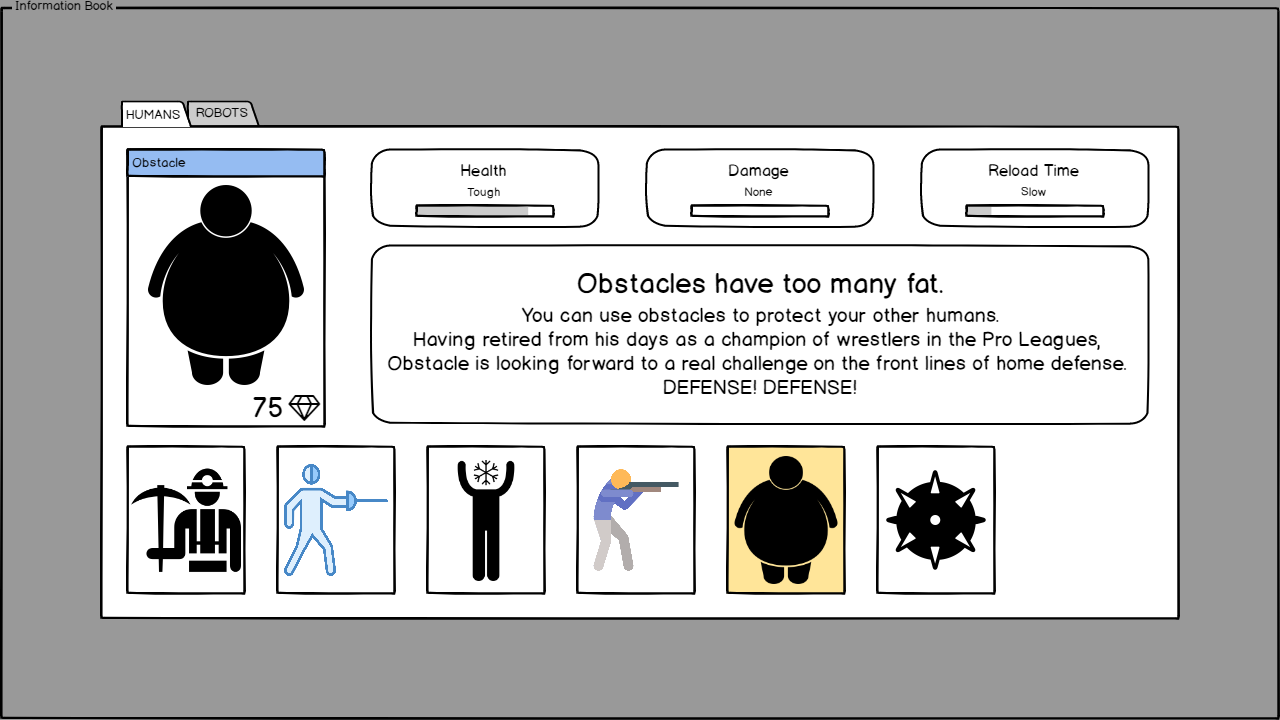 Information Book
HUMANS
ROBOTS
Obstacle
75
Health
Tough
Damage
None
Reload Time
Slow
Obstacles have too many fat.
You can use obstacles to protect your other humans.
Having retired from his days as a champion of wrestlers in the Pro Leagues,
Obstacle is looking forward to a real challenge on the front lines of home defense.
DEFENSE! DEFENSE!